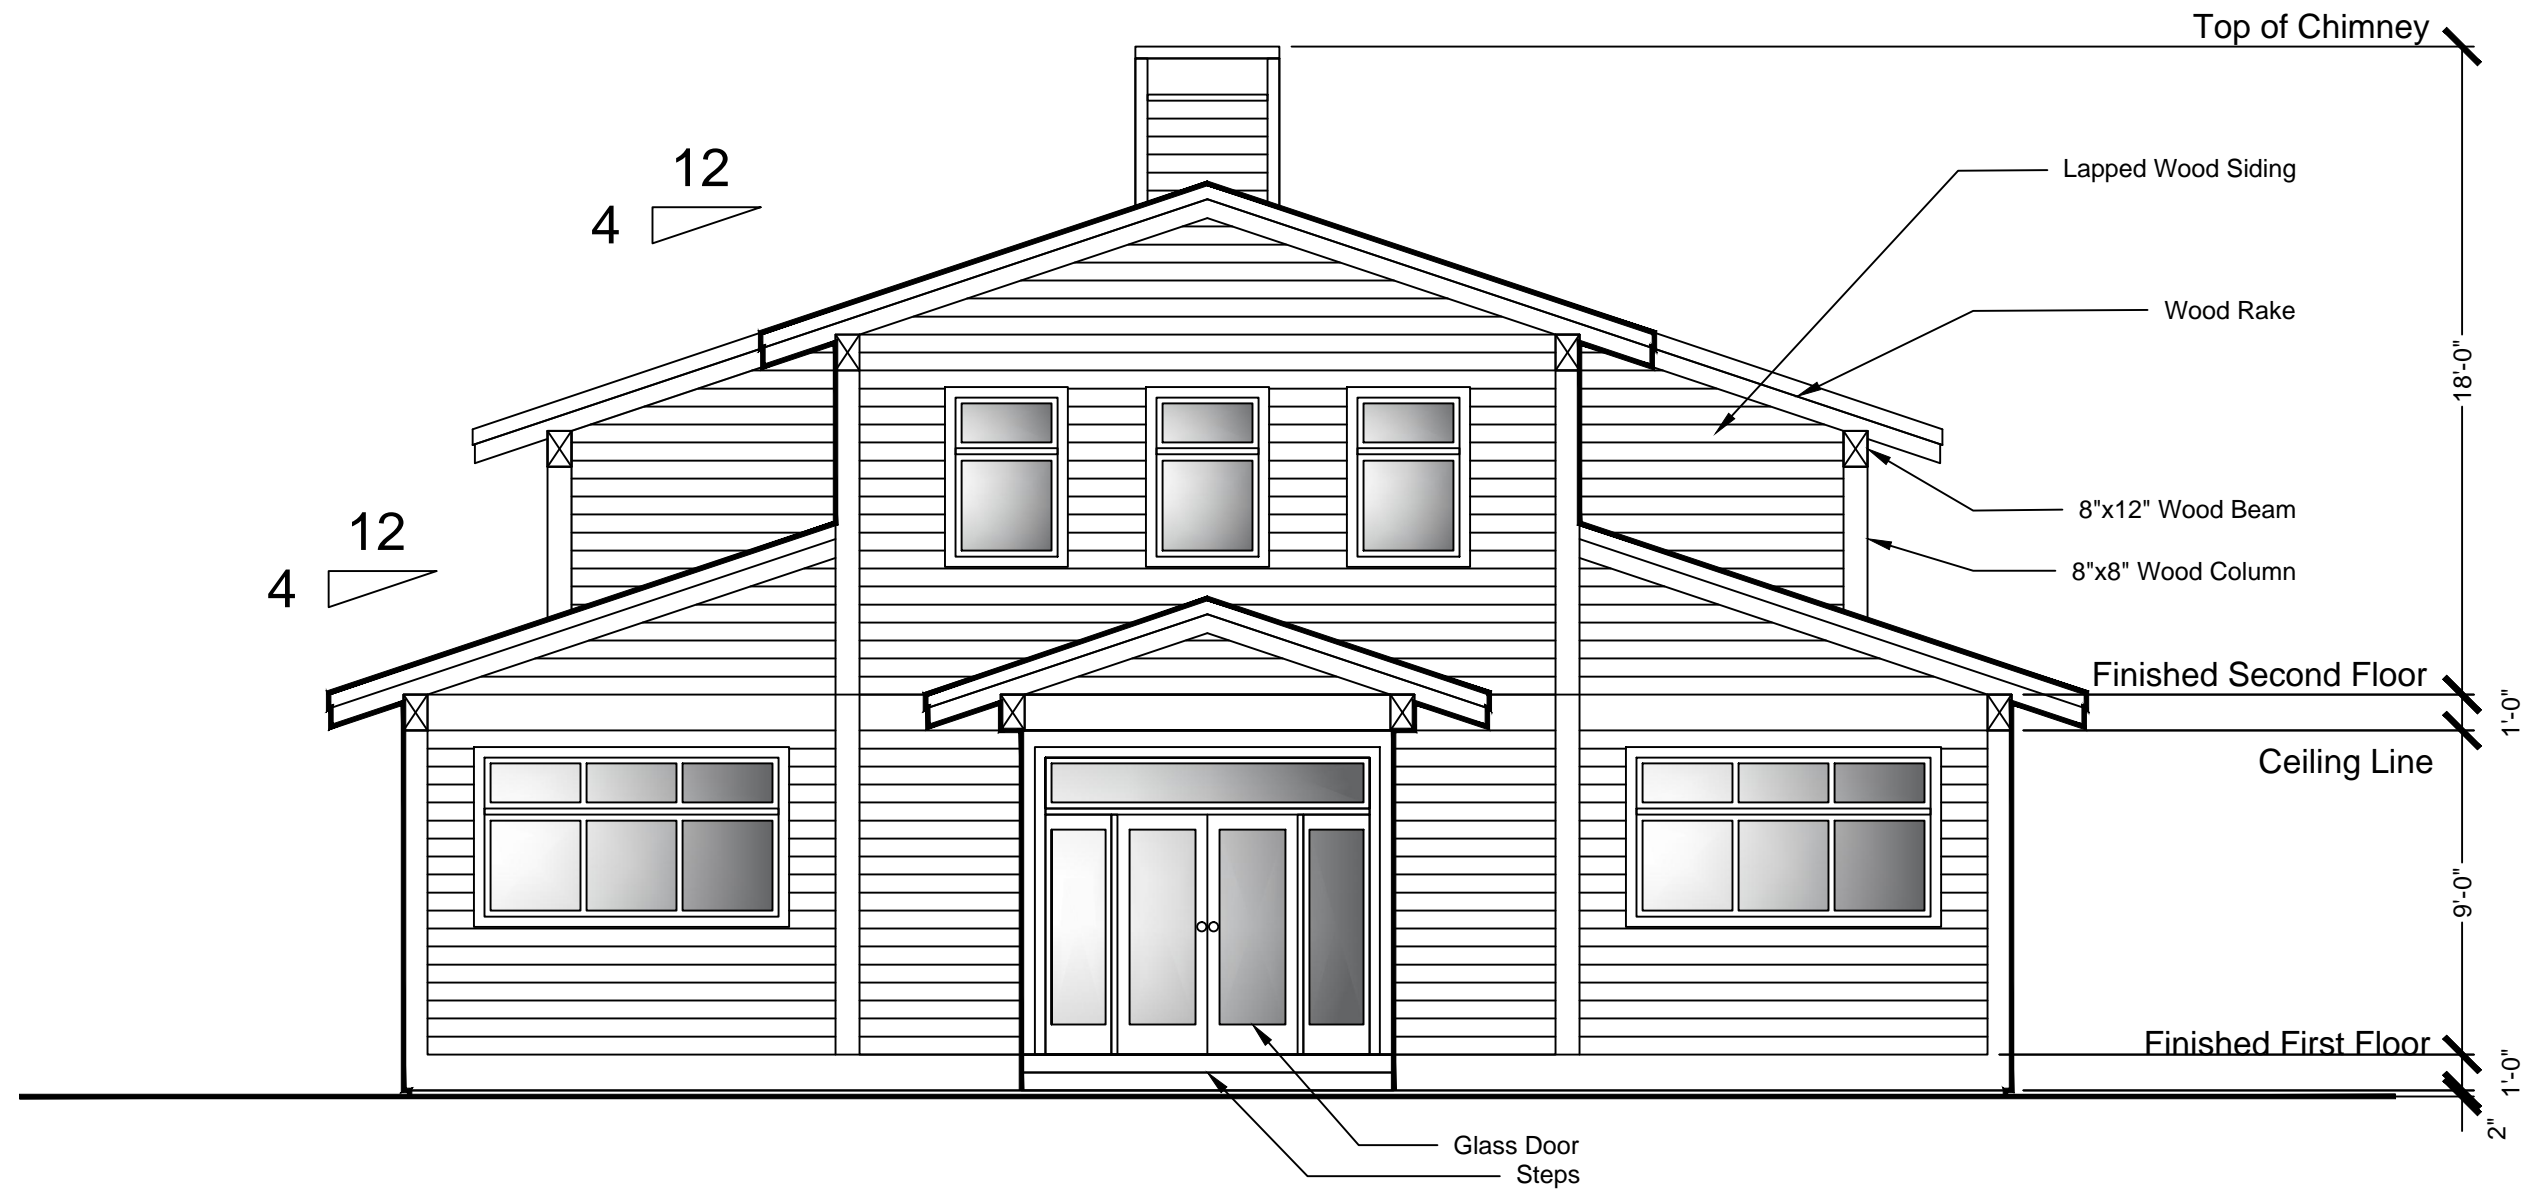 Top of Chimney
12
4
Lapped Wood Siding
Wood Rake
18'-0"
8"x12" Wood Beam
12
4
8"x8" Wood Column
Finished Second Floor
1'-0"
Ceiling Line
9'-0"
Finished First Floor
1'-0"
2"
Glass Door
Steps